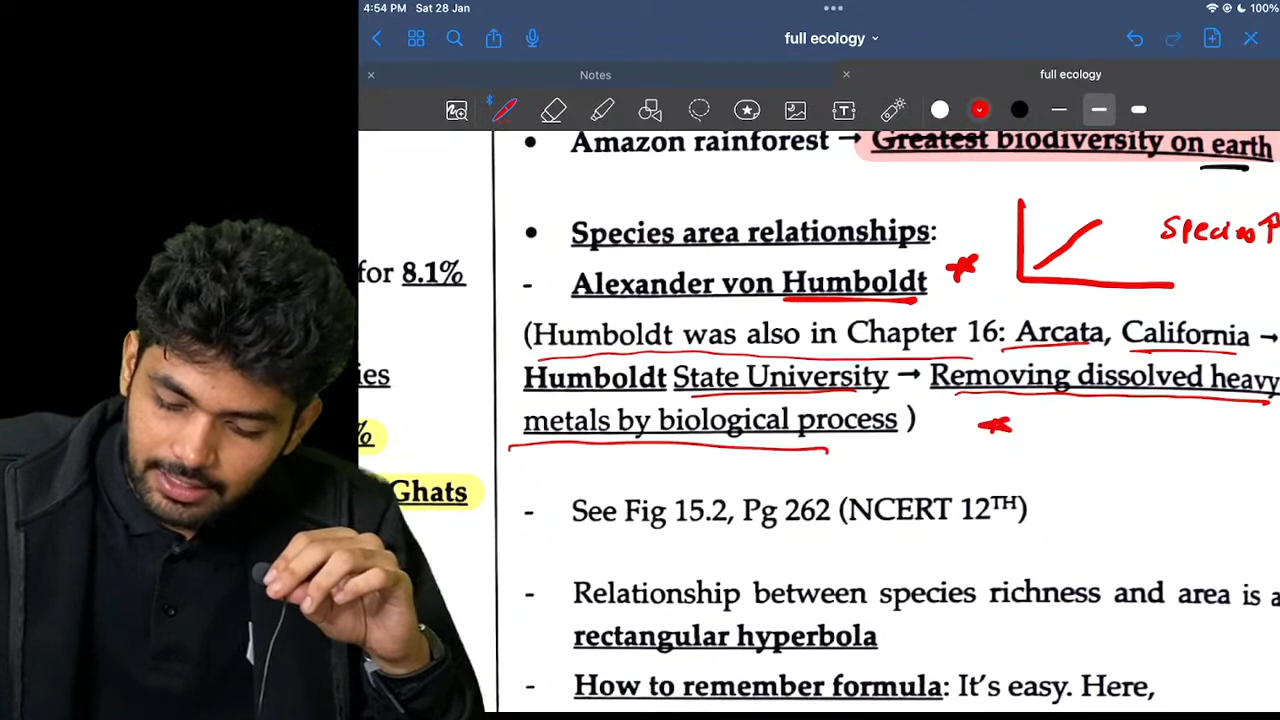 4:54 PM Sat 28 Jan
100%
full ecology
Notes
full ecology
for 8.1%
ies
%
Ghats
• Amazon rainforest → Greatest biodiversity on earth
• Species area relationships:
Species ↑
- Alexander von Humboldt
(Humboldt was also in Chapter 16: Arcata, California →
Humboldt State University → Removing dissolved heavy
metals by biological process )
- See Fig 15.2, Pg 262 (NCERT 12TH)
- Relationship between species richness and area is a
rectangular hyperbola
- How to remember formula: It's easy. Here,